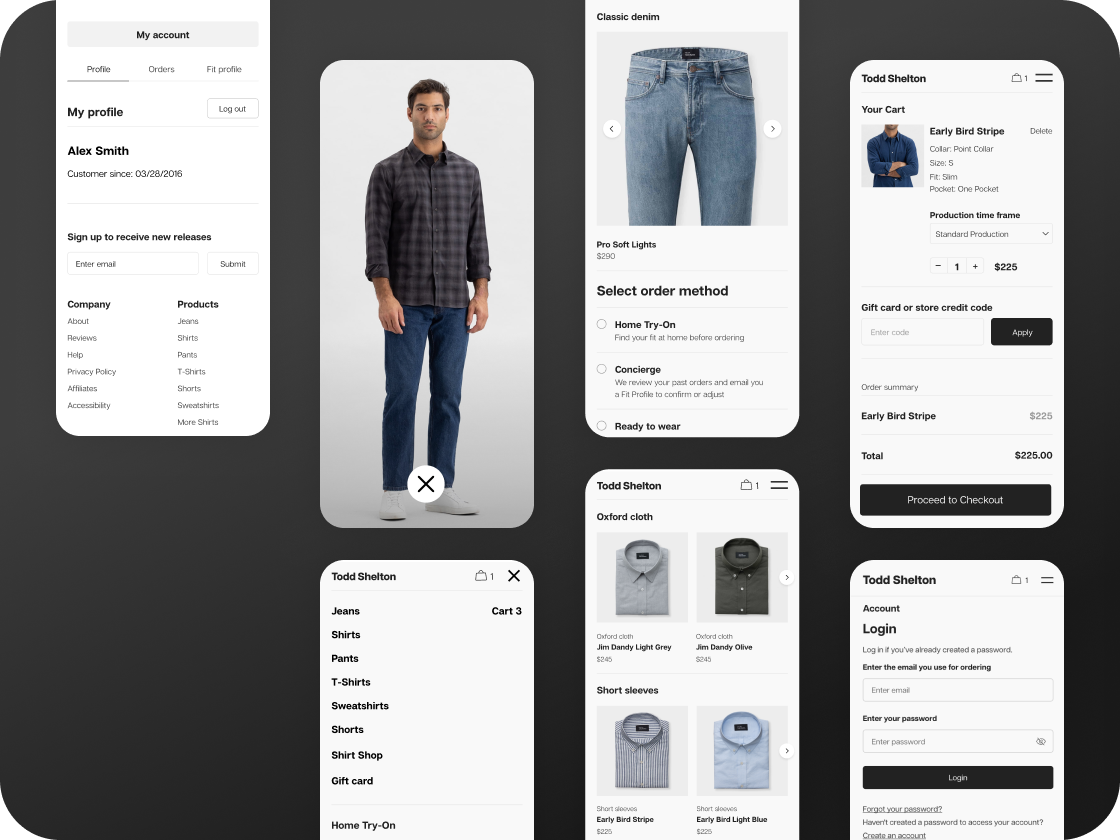 My account
Profile
Orders
Fit profile
My profile
Log out
Alex Smith
Customer since: 03/28/2016
Sign up to receive new releases
Enter email
Submit
Company
Products
About
Jeans
Reviews
Shirts
Help
Pants
Privacy Policy
T-Shirts
Affiliates
Shorts
Accessibility
Sweatshirts
More Shirts
Todd Shelton
1
Jeans
Cart 3
Shirts
Pants
T-Shirts
Sweatshirts
Shorts
Shirt Shop
Gift card
Home Try-On
Classic denim
Pro Soft Lights
$290
Select order method
Home Try-On
Find your fit at home before ordering
Concierge
We review your past orders and email you
a Fit Profile to confirm or adjust
Ready to wear
Todd Shelton
1
Oxford cloth
Oxford cloth
Jim Dandy Light Grey
$245
Oxford cloth
Jim Dandy Olive
$245
Short sleeves
Short sleeves
Early Bird Stripe
$225
Short sleeves
Early Bird Light Blue
$225
Todd Shelton
1
Your Cart
Early Bird Stripe
Delete
Collar: Point Collar
Size: S
Fit: Slim
Pocket: One Pocket
Production time frame
Standard Production
− 1 +
$225
Gift card or store credit code
Enter code
Apply
Order summary
Early Bird Stripe
$225
Total
$225.00
Proceed to Checkout
Todd Shelton
1
Account
Login
Log in if you've already created a password.
Enter the email you use for ordering
Enter email
Enter your password
Enter password
Login
Forgot your password?
Haven't created a password to access your account?
Create an account